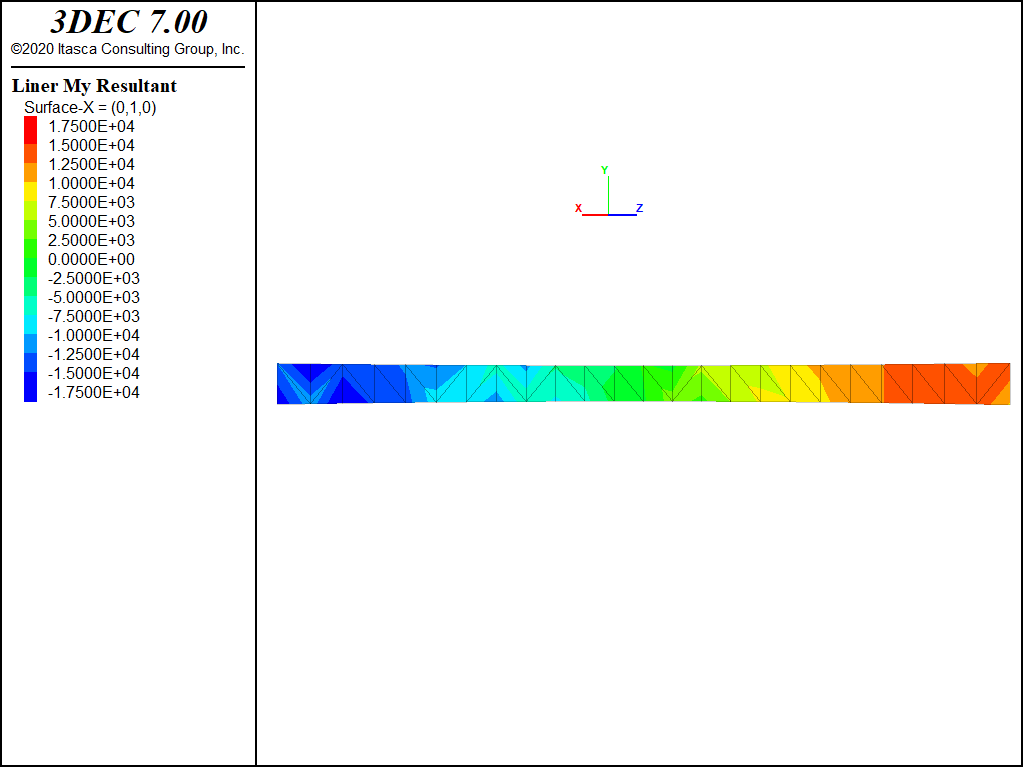 3DEC 7.00
©2020 Itasca Consulting Group, Inc.
Liner My Resultant
Surface-X = (0,1,0)
1.7500E+04
1.5000E+04
1.2500E+04
1.0000E+04
7.5000E+03
5.0000E+03
2.5000E+03
0.0000E+00
-2.5000E+03
-5.0000E+03
-7.5000E+03
-1.0000E+04
-1.2500E+04
-1.5000E+04
-1.7500E+04
Y
X
Z